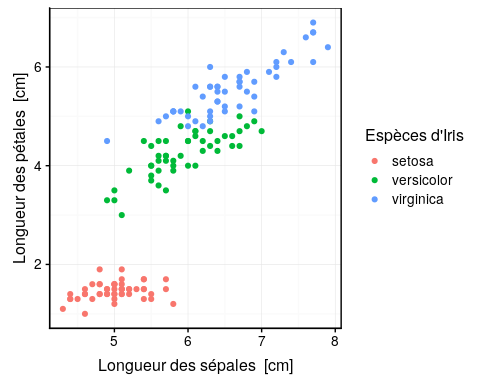 Longueur des pétales  [cm]
6
4
2
5 6 7 8
Longueur des sépales  [cm]
Espèces d'Iris
setosa
versicolor
virginica